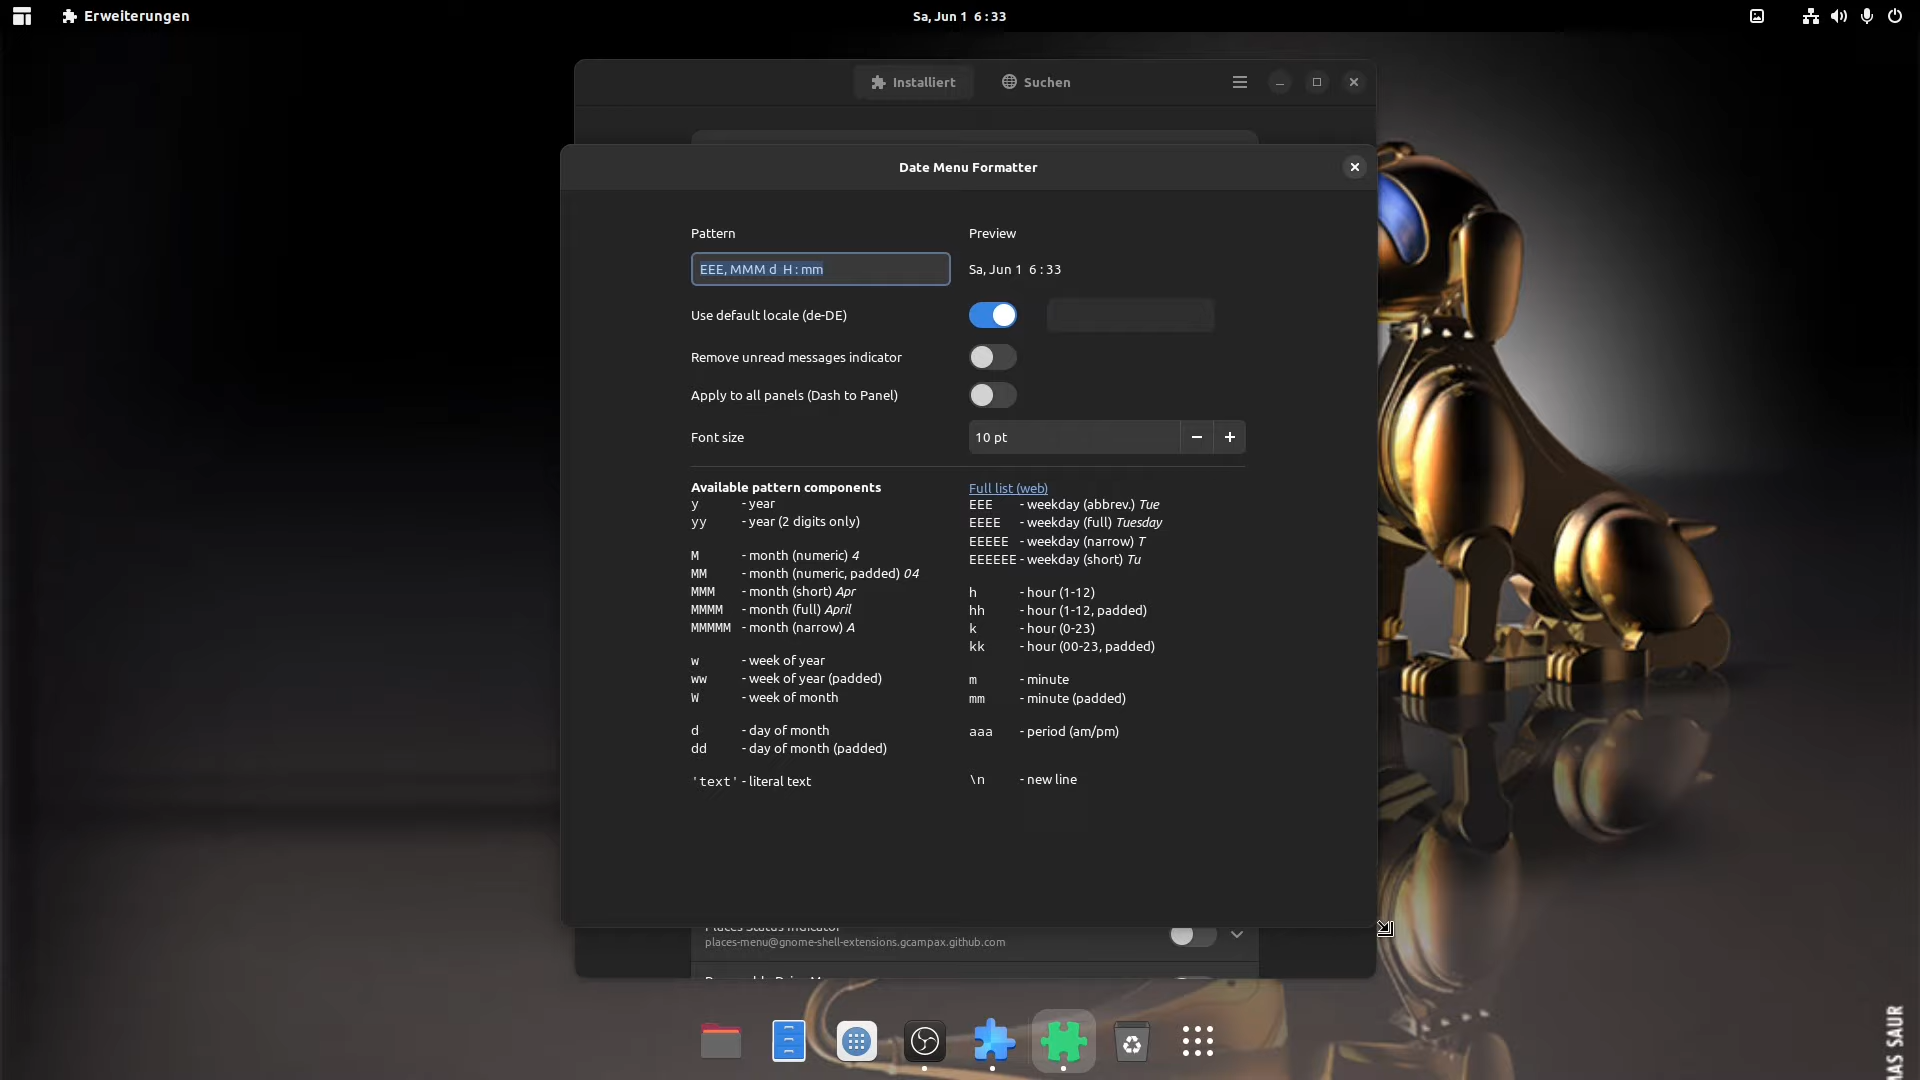 Erweiterungen
Sa, Jun 1  6 : 33
Installiert
Suchen
Date Menu Formatter
Pattern
Preview
EEE, MMM d  H : mm
Sa, Jun 1  6 : 33
Use default locale (de-DE)
Remove unread messages indicator
Apply to all panels (Dash to Panel)
Font size
10 pt
Available pattern components
y - year
yy - year (2 digits only)
M - month (numeric) 4
MM - month (numeric, padded) 04
MMM - month (short) Apr
MMMM - month (full) April
MMMMM - month (narrow) A
w - week of year
ww - week of year (padded)
W - week of month
d - day of month
dd - day of month (padded)
'text' - literal text
Full list (web)
EEE - weekday (abbrev.) Tue
EEEE - weekday (full) Tuesday
EEEEE - weekday (narrow) T
EEEEEE - weekday (short) Tu
h - hour (1-12)
hh - hour (1-12, padded)
k - hour (0-23)
kk - hour (00-23, padded)
m - minute
mm - minute (padded)
aaa - period (am/pm)
\n - new line
Places Status Indicator
places-menu@gnome-shell-extensions.gcampax.github.com
MAS SAUR